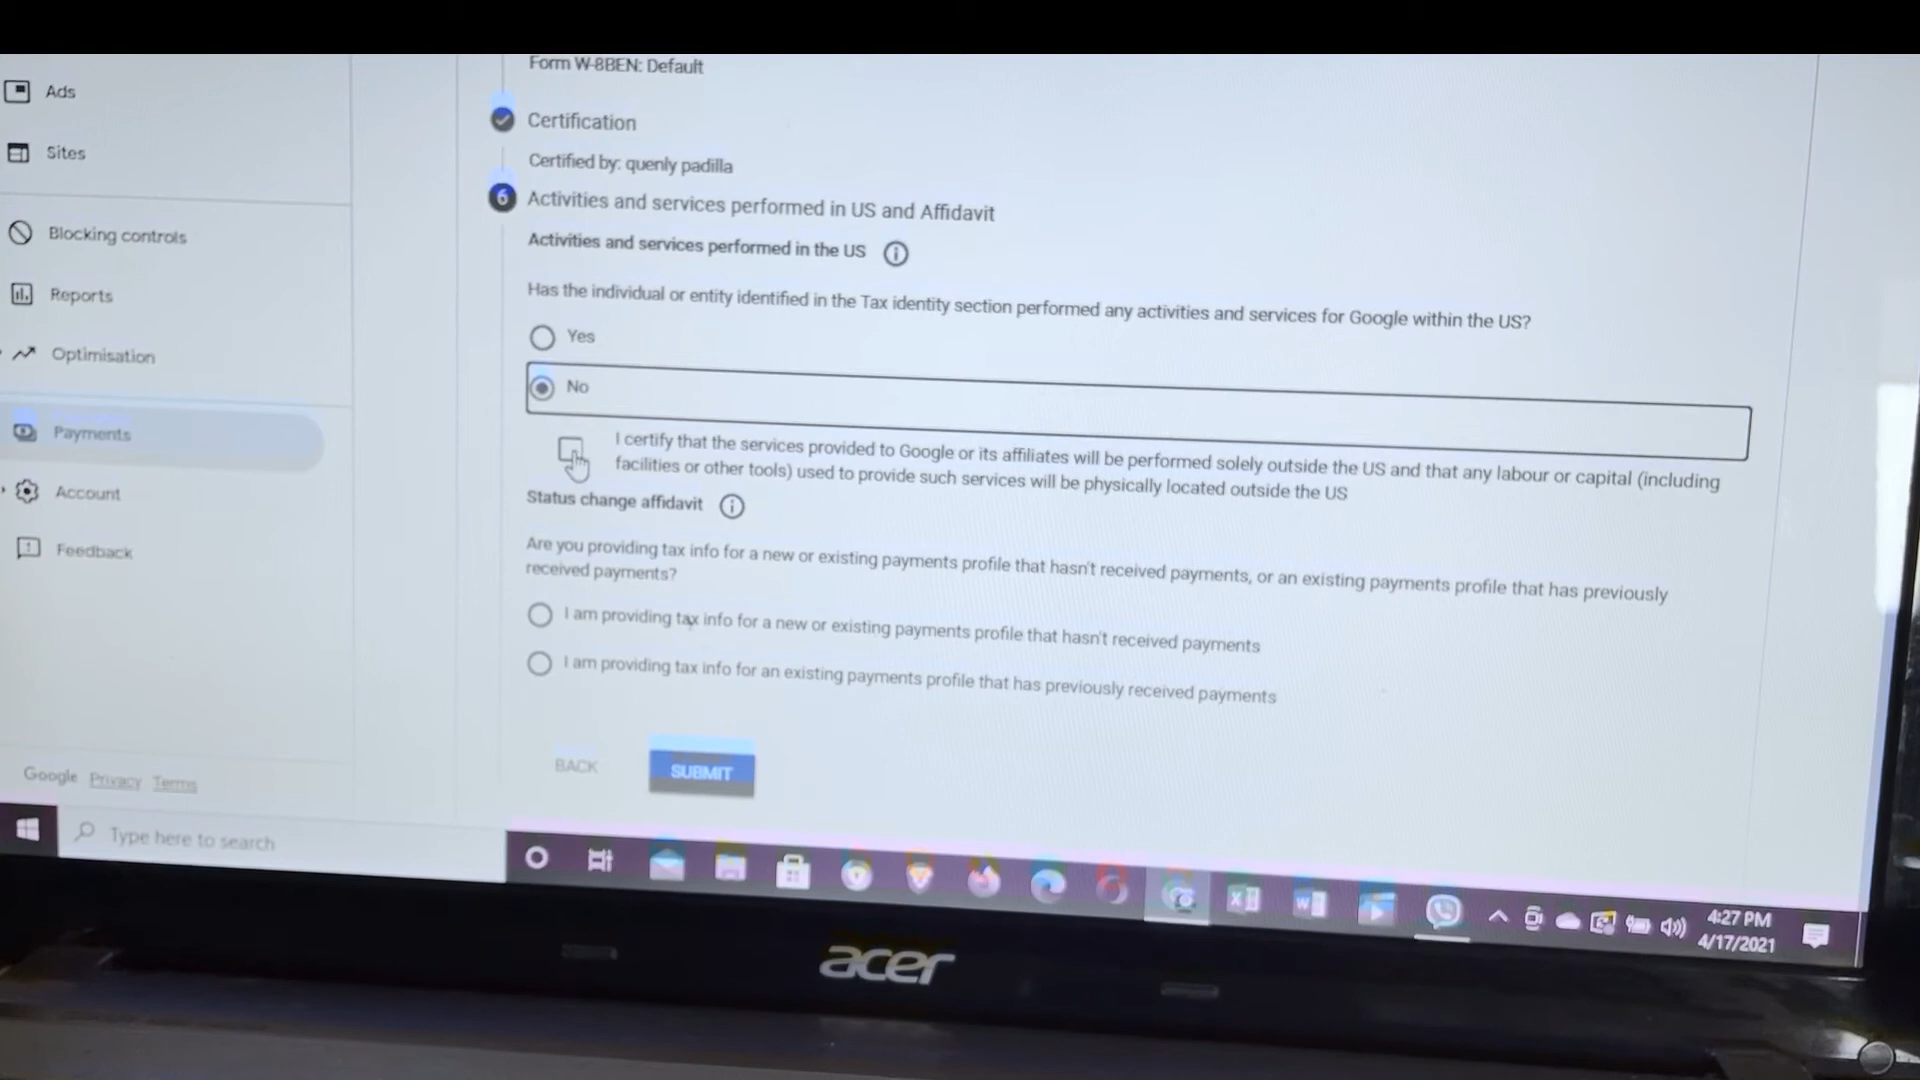 Form W-8BEN: Default
Ads
Certification
Sites
Certified by: quenly padilla
6 Activities and services performed in US and Affidavit
Blocking controls
Activities and services performed in the US
Reports
Has the individual or entity identified in the Tax identity section performed any activities and services for Google within the US?
Yes
Optimisation
No
Payments
I certify that the services provided to Google or its affiliates will be performed solely outside the US and that any labour or capital (including
facilities or other tools) used to provide such services will be physically located outside the US
Account
Status change affidavit
Feedback
Are you providing tax info for a new or existing payments profile that hasn't received payments, or an existing payments profile that has previously
received payments?
I am providing tax info for a new or existing payments profile that hasn't received payments
I am providing tax info for an existing payments profile that has previously received payments
BACK
SUBMIT
Google Privacy Terms
Type here to search
4:27 PM
4/17/2021
acer